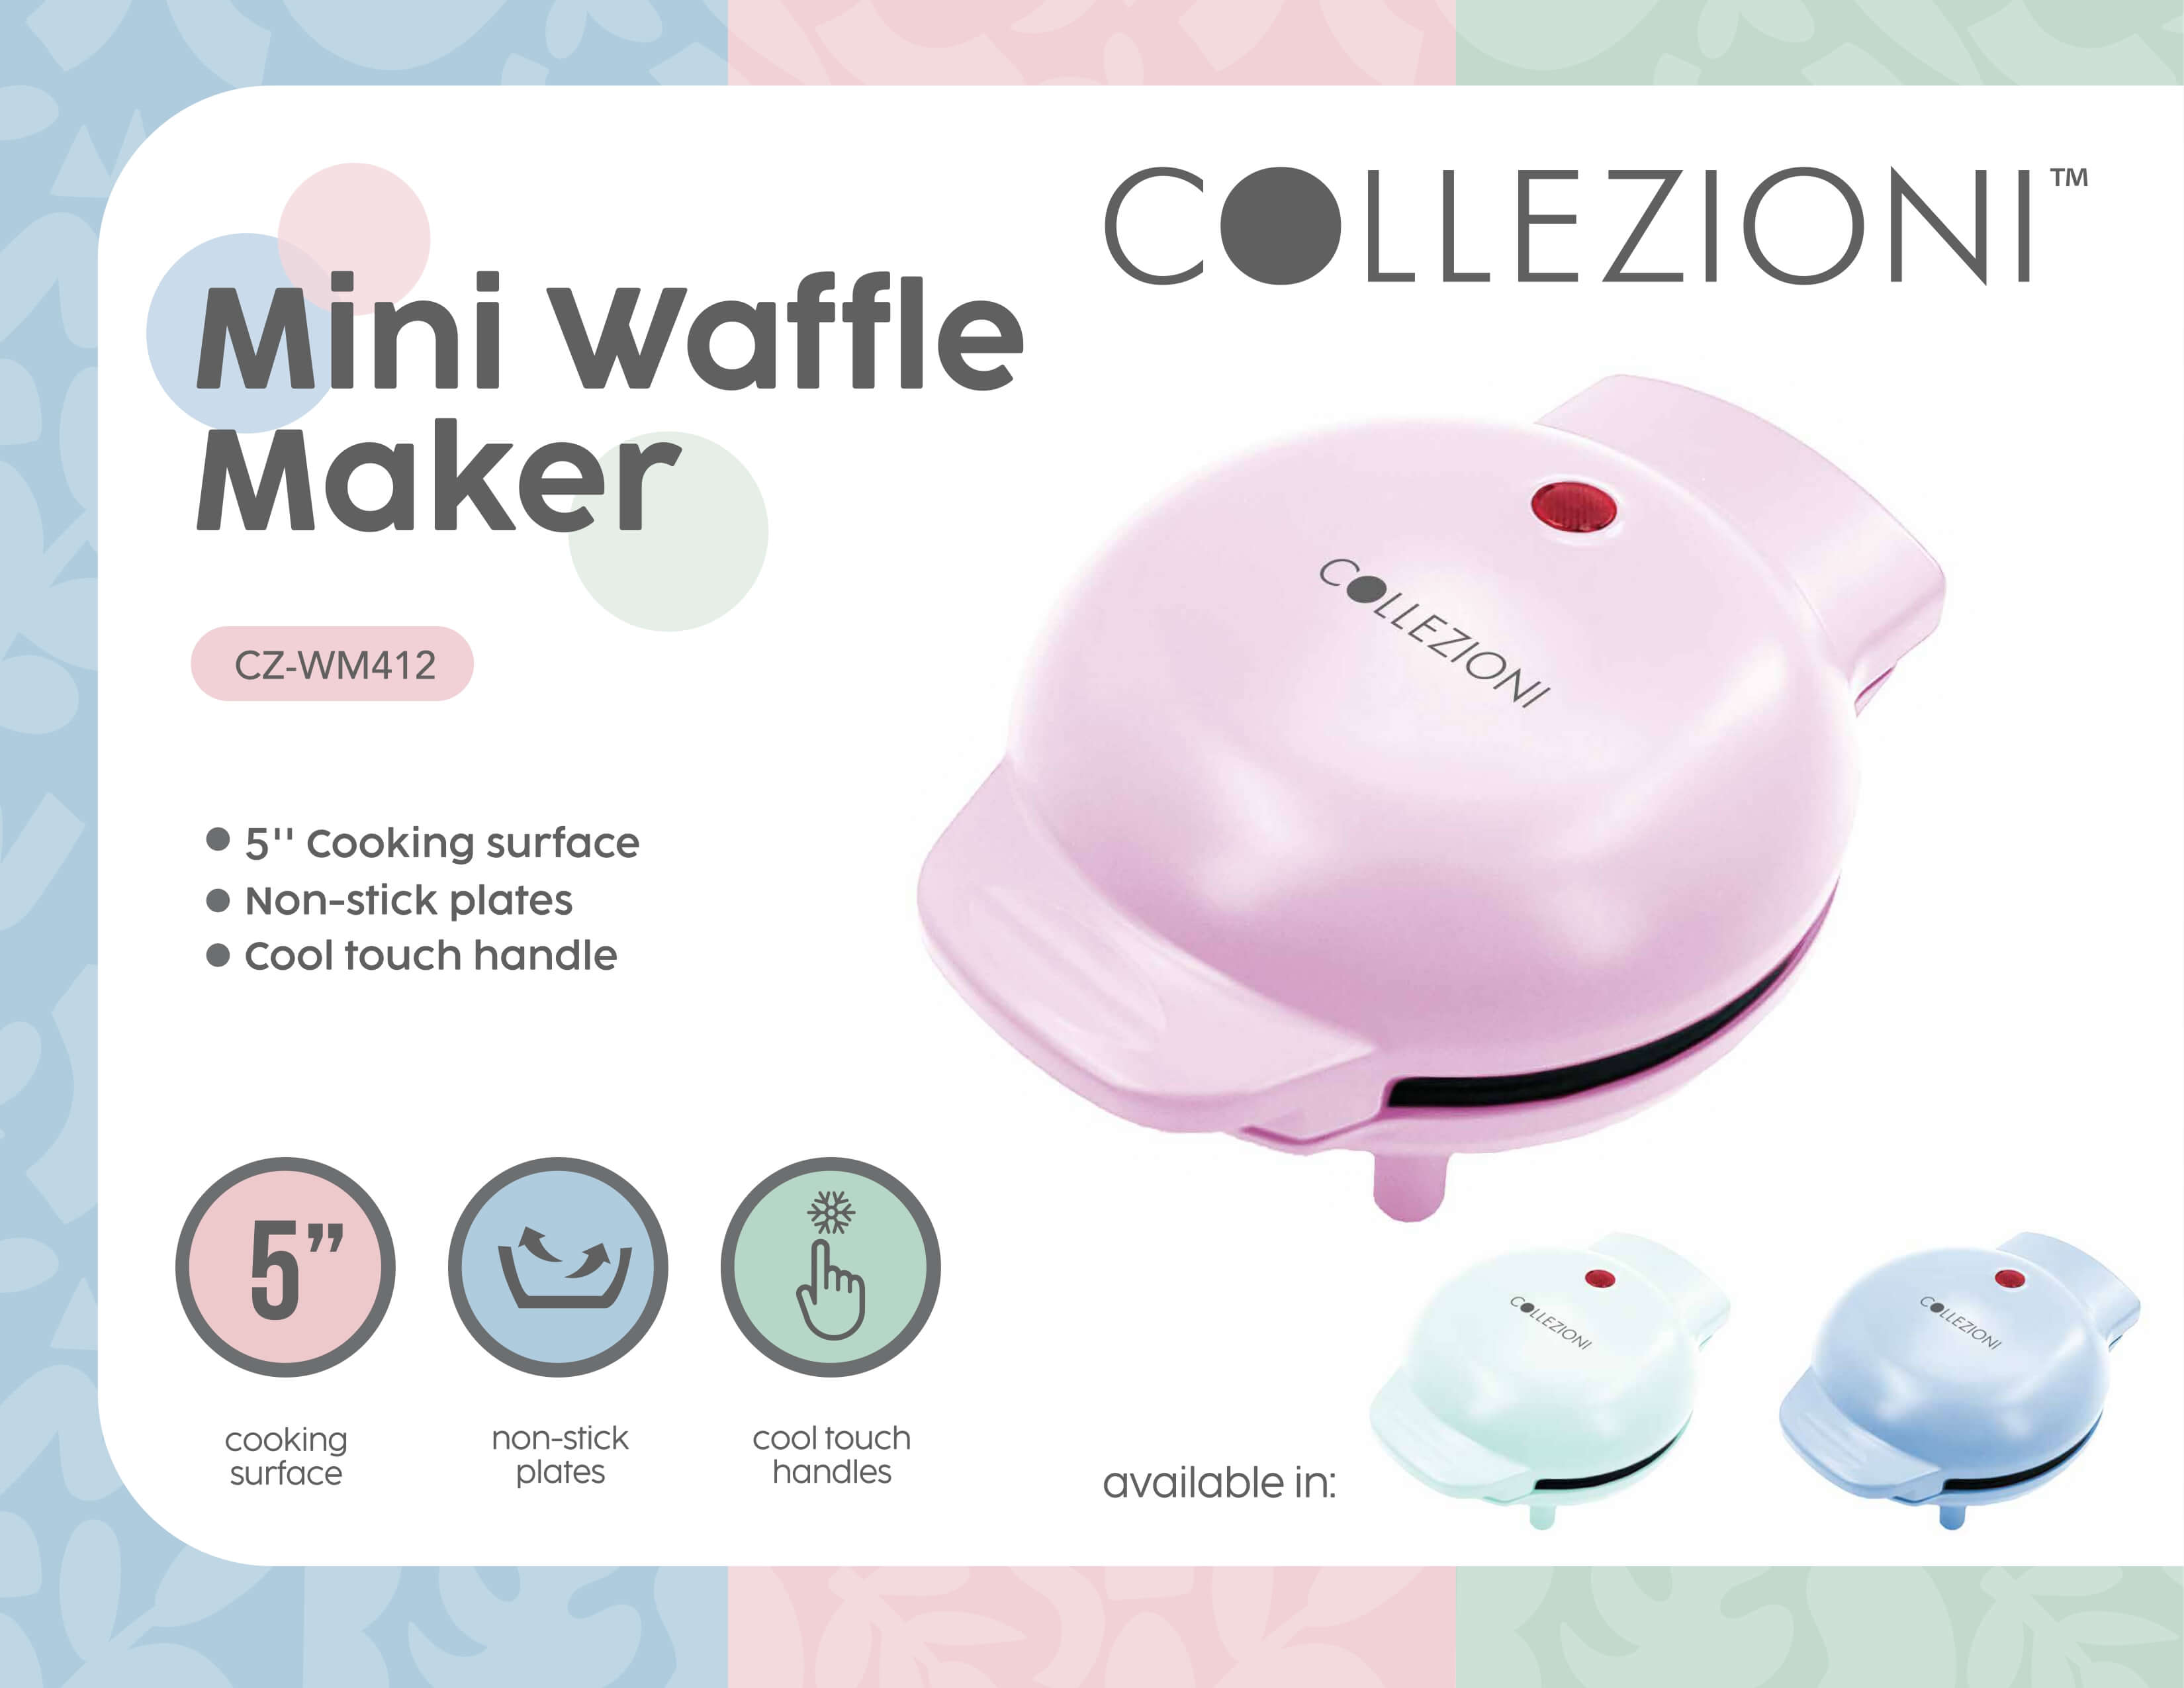 COLLEZIONI™
Mini Waffle
Maker
CZ-WM412
COLLEZIONI
● 5'' Cooking surface
● Non-stick plates
● Cool touch handle
5”
cooking
surface
non-stick
plates
cool touch
handles
available in:
COLLEZIONI
COLLEZIONI